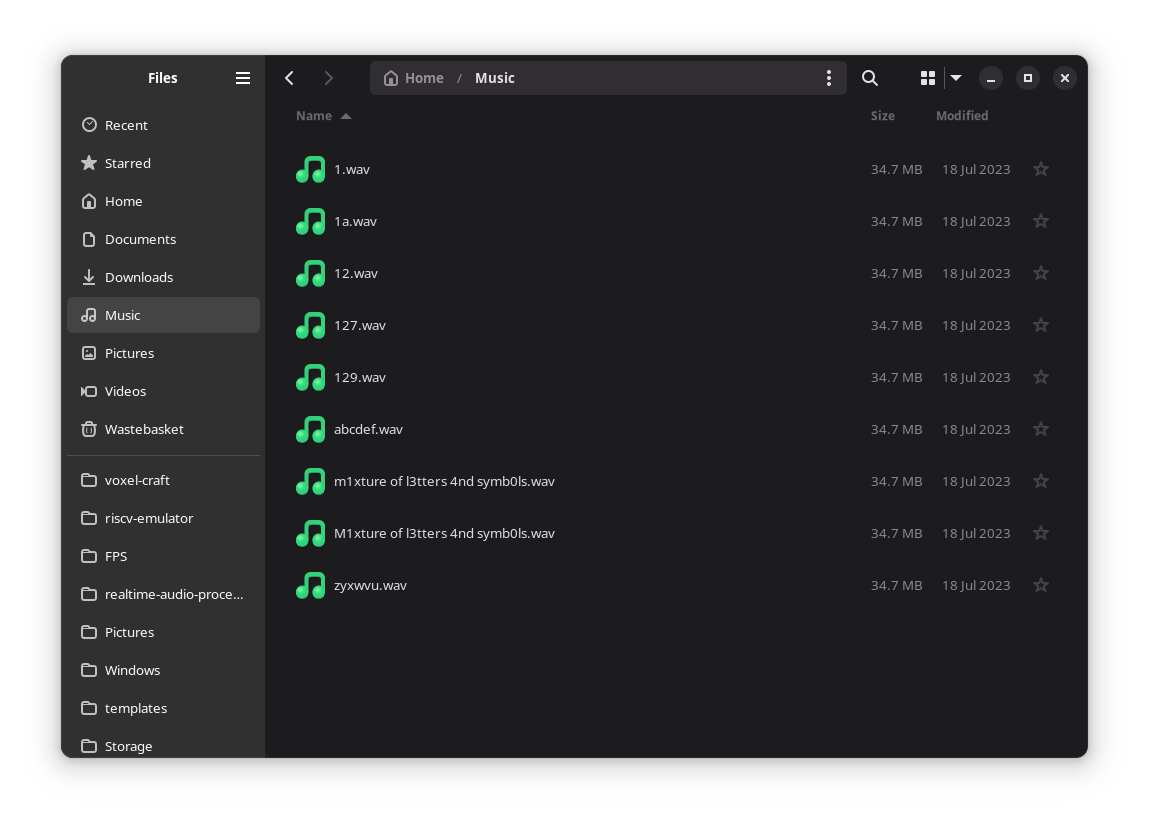 Files
Home / Music
Recent
Starred
Home
Documents
Downloads
Music
Pictures
Videos
Wastebasket
voxel-craft
riscv-emulator
FPS
realtime-audio-proce...
Pictures
Windows
templates
Storage
Name Size Modified
1.wav 34.7 MB 18 Jul 2023
1a.wav 34.7 MB 18 Jul 2023
12.wav 34.7 MB 18 Jul 2023
127.wav 34.7 MB 18 Jul 2023
129.wav 34.7 MB 18 Jul 2023
abcdef.wav 34.7 MB 18 Jul 2023
m1xture of l3tters 4nd symb0ls.wav 34.7 MB 18 Jul 2023
M1xture of l3tters 4nd symb0ls.wav 34.7 MB 18 Jul 2023
zyxwvu.wav 34.7 MB 18 Jul 2023